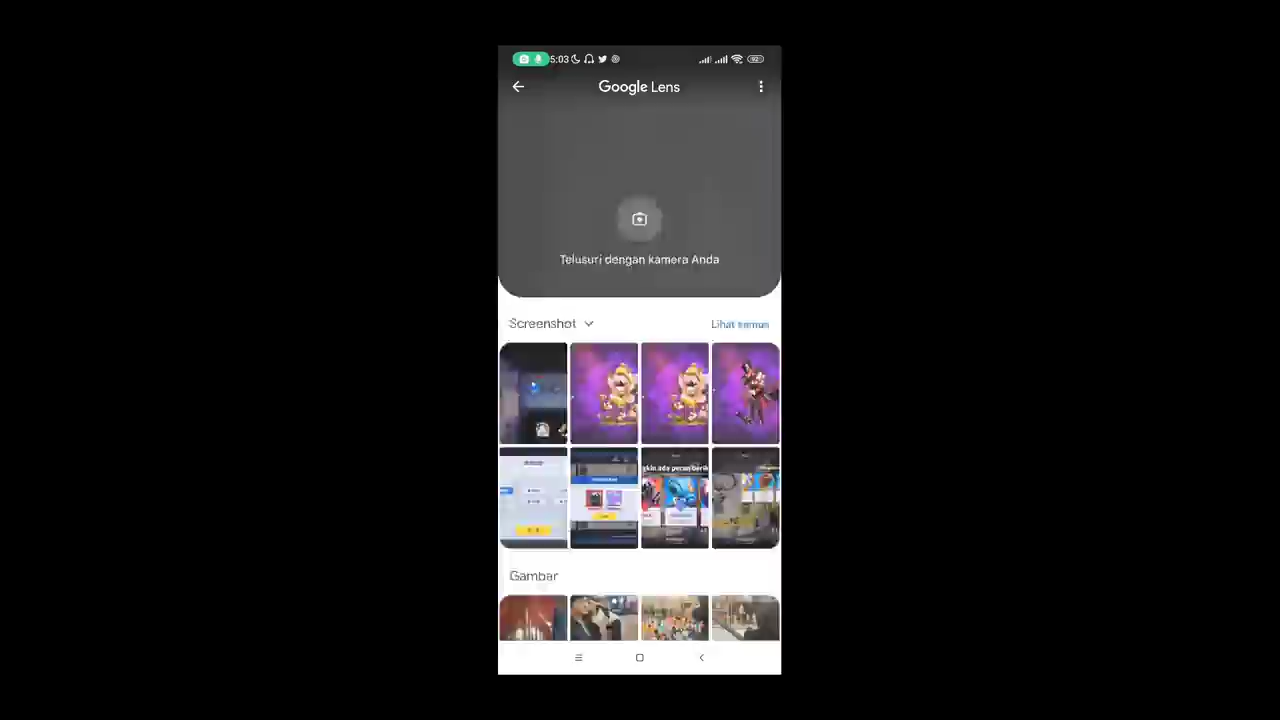 5:03
Google Lens
Telusuri dengan kamera Anda
Screenshot
Lihat semua
Gambar